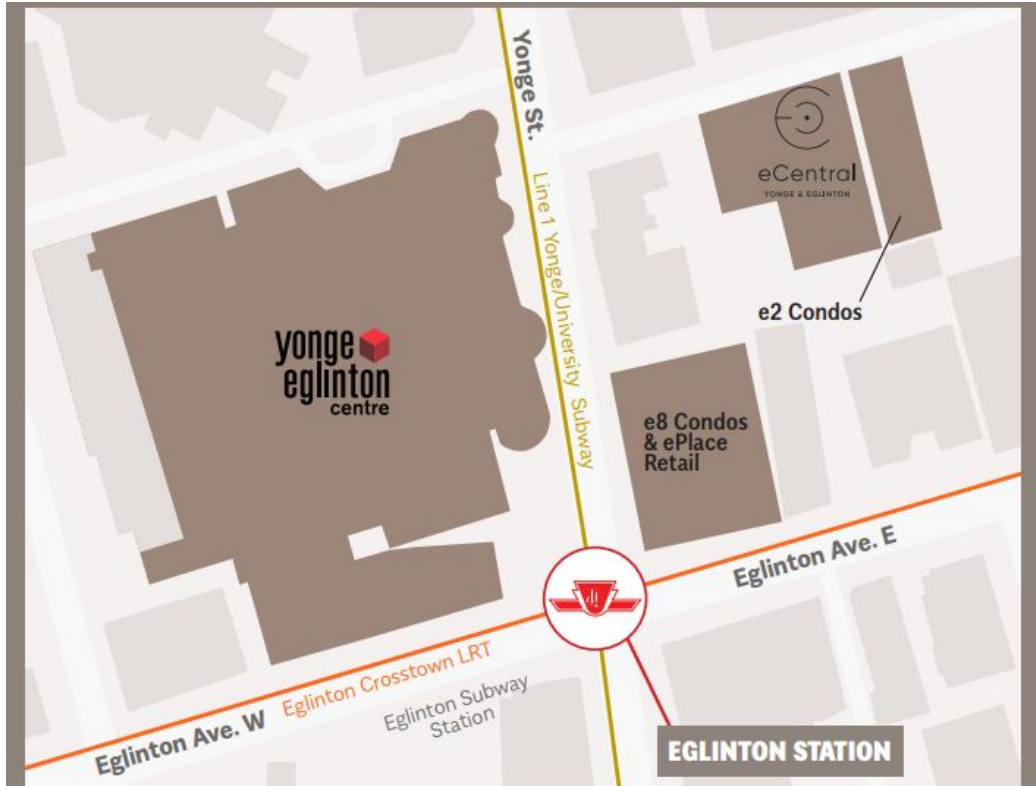 Yonge St.
Line 1 Yonge/University Subway
eCentral
YONGE & EGLINTON
e2 Condos
yonge
eglinton
centre
e8 Condos
& ePlace
Retail
Eglinton Ave. E
Eglinton Ave. W
Eglinton Crosstown LRT
Eglinton Subway
Station
EGLINTON STATION